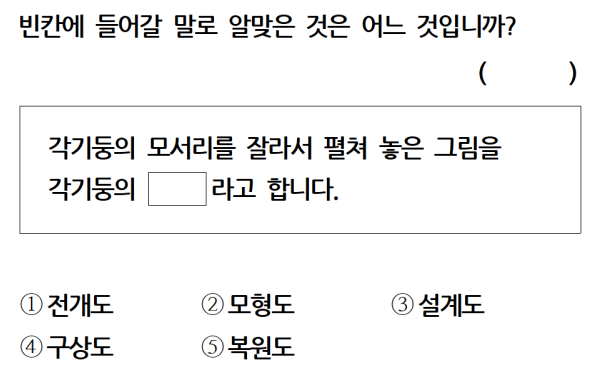 빈칸에 들어갈 말로 알맞은 것은 어느 것입니까?
( )
각기둥의 모서리를 잘라서 펼쳐 놓은 그림을
각기둥의 라고 합니다.
① 전개도 ② 모형도 ③ 설계도
④ 구상도 ⑤ 복원도